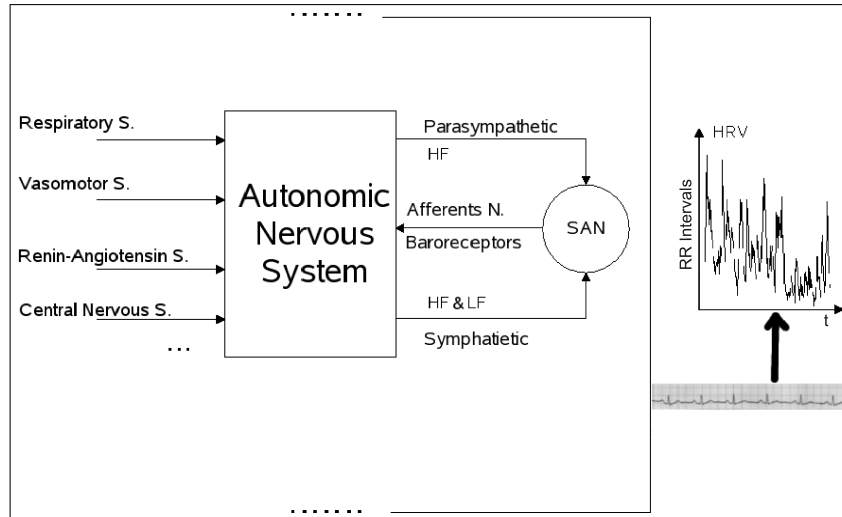 Respiratory S.
Vasomotor S.
Renin-Angiotensin S.
Central Nervous S.
...
Autonomic
Nervous
System
Parasympathetic
HF
Afferents N.
Baroreceptors
HF & LF
Symphatietic
SAN
HRV
RR Intervals
t